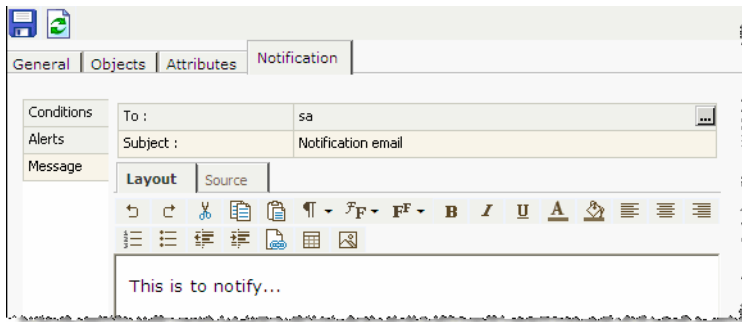 General Objects Attributes Notification
Conditions
Alerts
Message
To : sa ...
Subject : Notification email
Layout Source
B I U A
This is to notify...